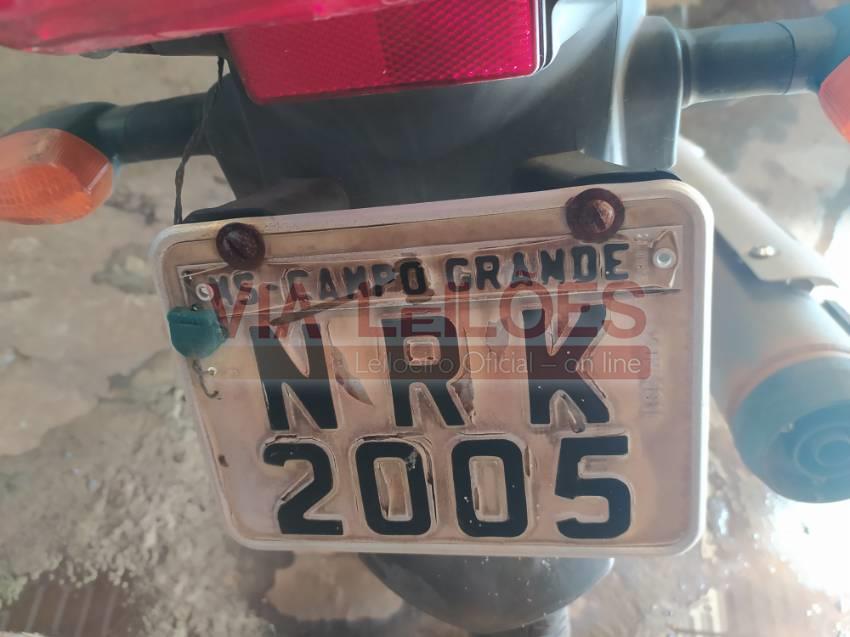 MS-CAMPO GRANDE
VIA LEILÕES
Leiloeiro Oficial – on line
NRK
2005